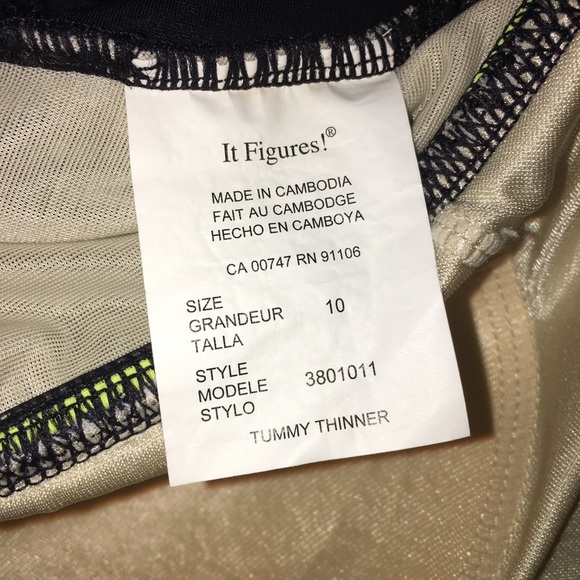 It Figures!®
MADE IN CAMBODIA
FAIT AU CAMBODGE
HECHO EN CAMBOYA
CA 00747 RN 91106
SIZE
GRANDEUR 10
TALLA
STYLE
MODELE 3801011
STYLO
TUMMY THINNER